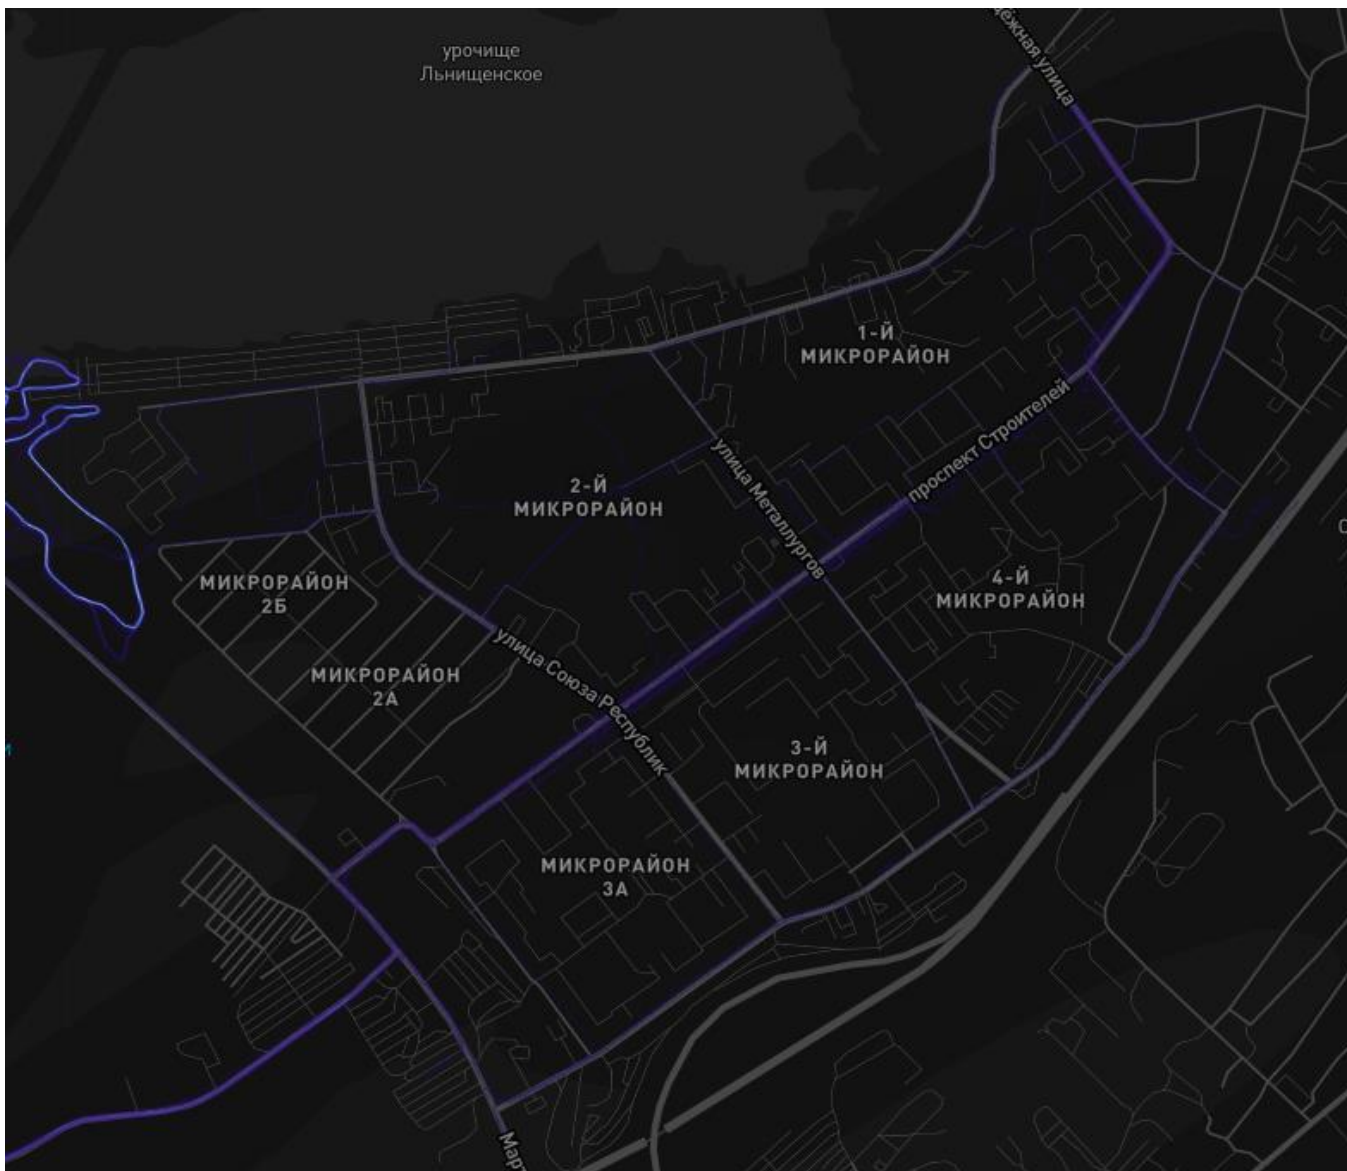 урочище
Льнищенское
1-Й
МИКРОРАЙОН
проспект Строителей
улица Металлургов
2-Й
МИКРОРАЙОН
МИКРОРАЙОН
2Б
4-Й
МИКРОРАЙОН
МИКРОРАЙОН
2А
улица Союза Республик
3-Й
МИКРОРАЙОН
МИКРОРАЙОН
3А
улица